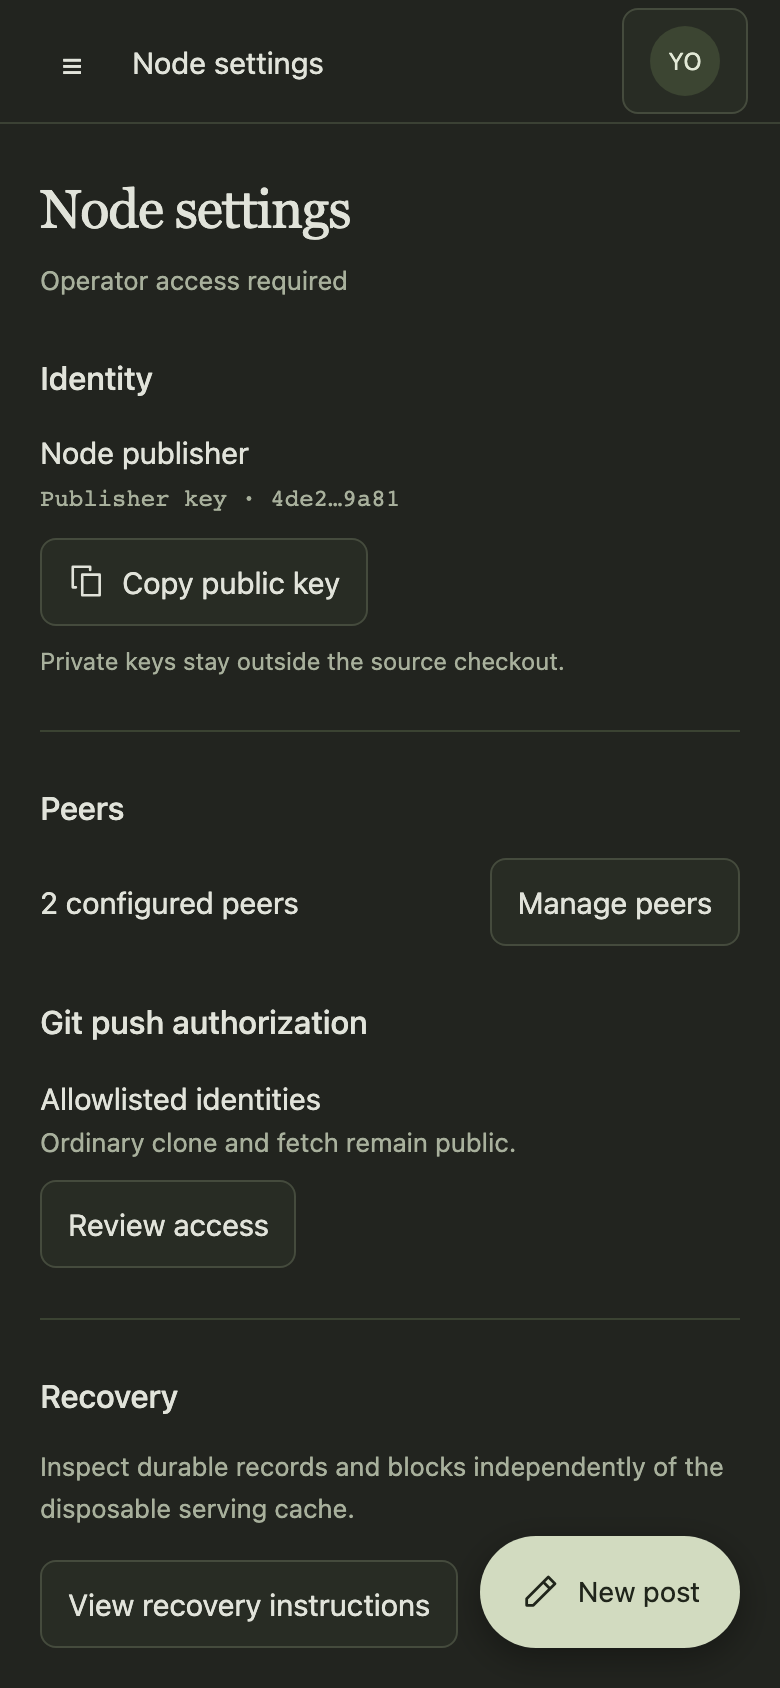 ≡ Node settings YO
Node settings
Operator access required
Identity
Node publisher
Publisher key · 4de2…9a81
Copy public key
Private keys stay outside the source checkout.
Peers
2 configured peers
Manage peers
Git push authorization
Allowlisted identities
Ordinary clone and fetch remain public.
Review access
Recovery
Inspect durable records and blocks independently of the
disposable serving cache.
View recovery instructions
New post